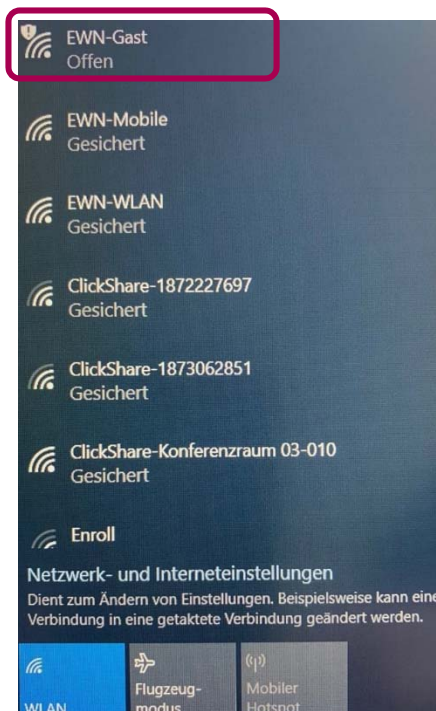 EWN-Gast
Offen
EWN-Mobile
Gesichert
EWN-WLAN
Gesichert
ClickShare-1872227697
Gesichert
ClickShare-1873062851
Gesichert
ClickShare-Konferenzraum 03-010
Gesichert
Enroll
Netzwerk- und Interneteinstellungen
Dient zum Ändern von Einstellungen. Beispielsweise kann eine
Verbindung in eine getaktete Verbindung geändert werden.
WLAN
Flugzeug-
modus
Mobiler
Hotspot